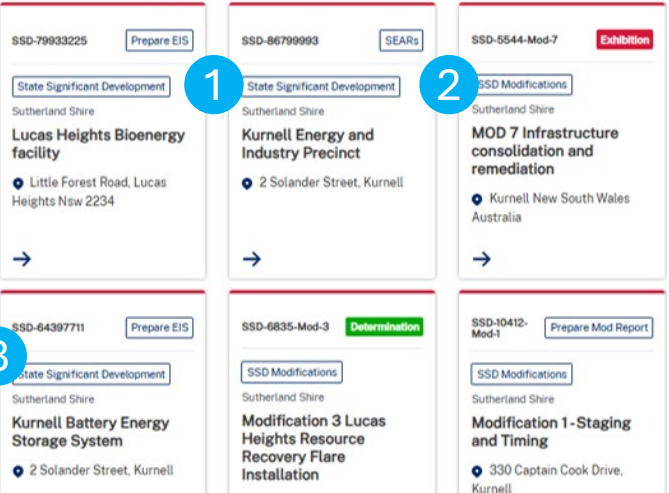 SSD-79933225
Prepare EIS
State Significant Development
Sutherland Shire
Lucas Heights Bioenergy
facility
Little Forest Road, Lucas
Heights Nsw 2234
1
SSD-86799993
SEARs
State Significant Development
Sutherland Shire
Kurnell Energy and
Industry Precinct
2 Solander Street, Kurnell
2
SSD-5544-Mod-7
Exhibition
SSD Modifications
Sutherland Shire
MOD 7 Infrastructure
consolidation and
remediation
Kurnell New South Wales
Australia
3
SSD-64397711
Prepare EIS
State Significant Development
Sutherland Shire
Kurnell Battery Energy
Storage System
2 Solander Street, Kurnell
SSD-6835-Mod-3
Determination
SSD Modifications
Sutherland Shire
Modification 3 Lucas
Heights Resource
Recovery Flare
Installation
SSD-10412-
Mod-1
Prepare Mod Report
SSD Modifications
Sutherland Shire
Modification 1 - Staging
and Timing
330 Captain Cook Drive,
Kurnell